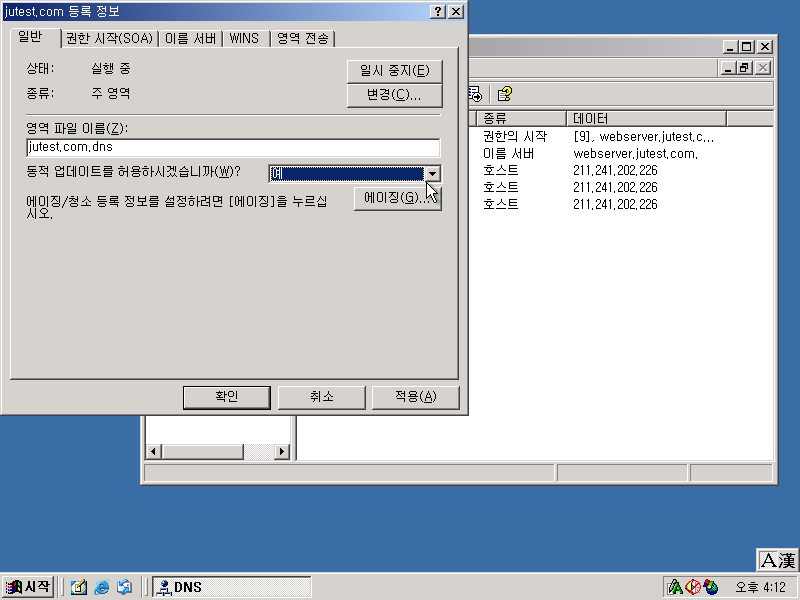 jutest.com 등록 정보
일반
권한 시작(SOA)
이름 서버
WINS
영역 전송
상태:
실행 중
일시 중지(E)
종류:
주 영역
변경(C)...
영역 파일 이름(Z):
jutest.com.dns
동적 업데이트를 허용하시겠습니까(W)?
예
에이징/청소 등록 정보를 설정하려면 [에이징]을 누르십
시오.
에이징(G)...
확인
취소
적용(A)
종류
데이터
권한의 시작
[9], webserver.jutest.c...
이름 서버
webserver.jutest.com.
호스트
211.241.202.226
호스트
211.241.202.226
호스트
211.241.202.226
A漢
시작
DNS
오후 4:12